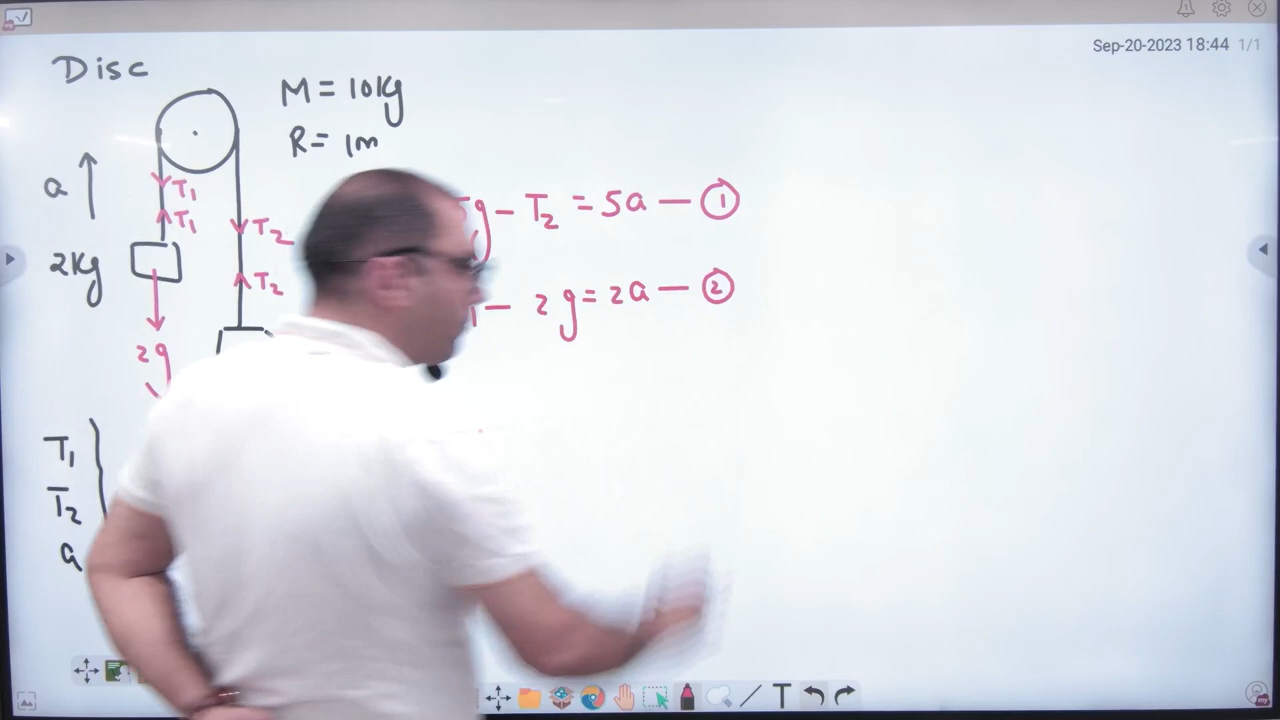 Sep-20-2023 18:44 1/1
Disc
M = 10Kg
R = 1m
a
T1
T1
T2
T2
2Kg
2g
g - T2 = 5a — ①
- 2g = 2a — ②
T1
T2
a
T